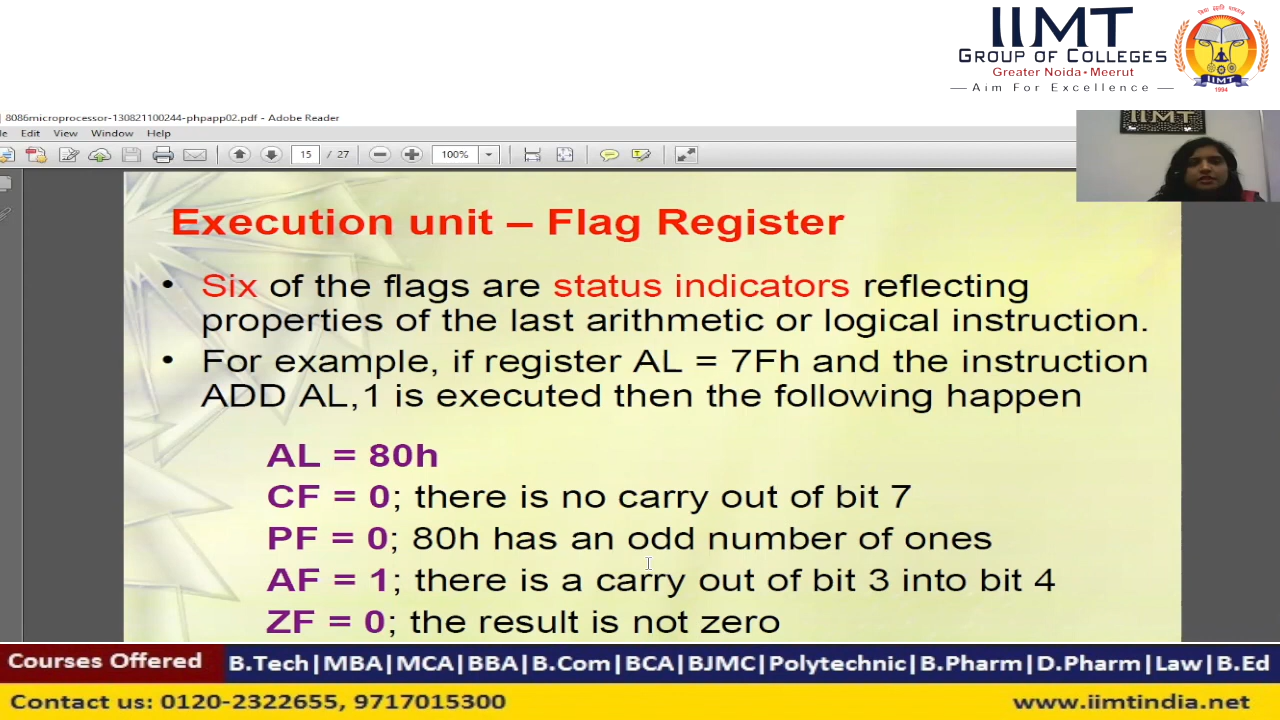 IIMT
GROUP OF COLLEGES
Greater Noida • Meerut
— Aim For Excellence —
IIMT
1994
8086microprocessor-130821100244-phpapp02.pdf - Adobe Reader
le Edit View Window Help
15 / 27 100%
IIMT
Execution unit – Flag Register
• Six of the flags are status indicators reflecting
properties of the last arithmetic or logical instruction.
• For example, if register AL = 7Fh and the instruction
ADD AL,1 is executed then the following happen
AL = 80h
CF = 0; there is no carry out of bit 7
PF = 0; 80h has an odd number of ones
AF = 1; there is a carry out of bit 3 into bit 4
ZF = 0; the result is not zero
Courses Offered B.Tech|MBA|MCA|BBA|B.Com|BCA|BJMC|Polytechnic|B.Pharm|D.Pharm|Law|B.Ed
Contact us: 0120-2322655, 9717015300 www.iimtindia.net